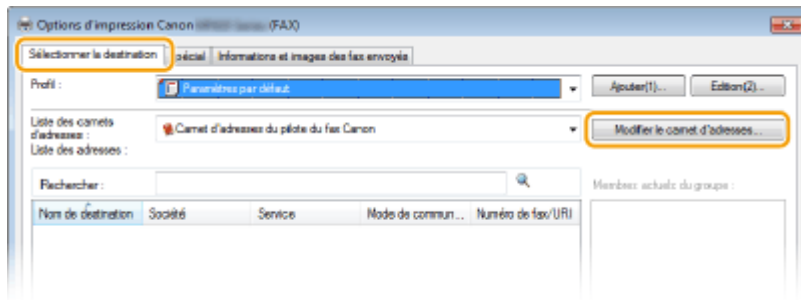 Options d'impression Canon (FAX)
Sélectionner la destination Spécial Informations et images des fax envoyés
Profil : Paramètres par défaut Ajouter(1)... Edition(2)...
Liste des carnets d'adresses : Carnet d'adresses du pilote du fax Canon Modifier le carnet d'adresses...
Liste des adresses :
Rechercher : Membres actuels du groupe :
Nom de destination Société Service Mode de commun... Numéro de fax/URI